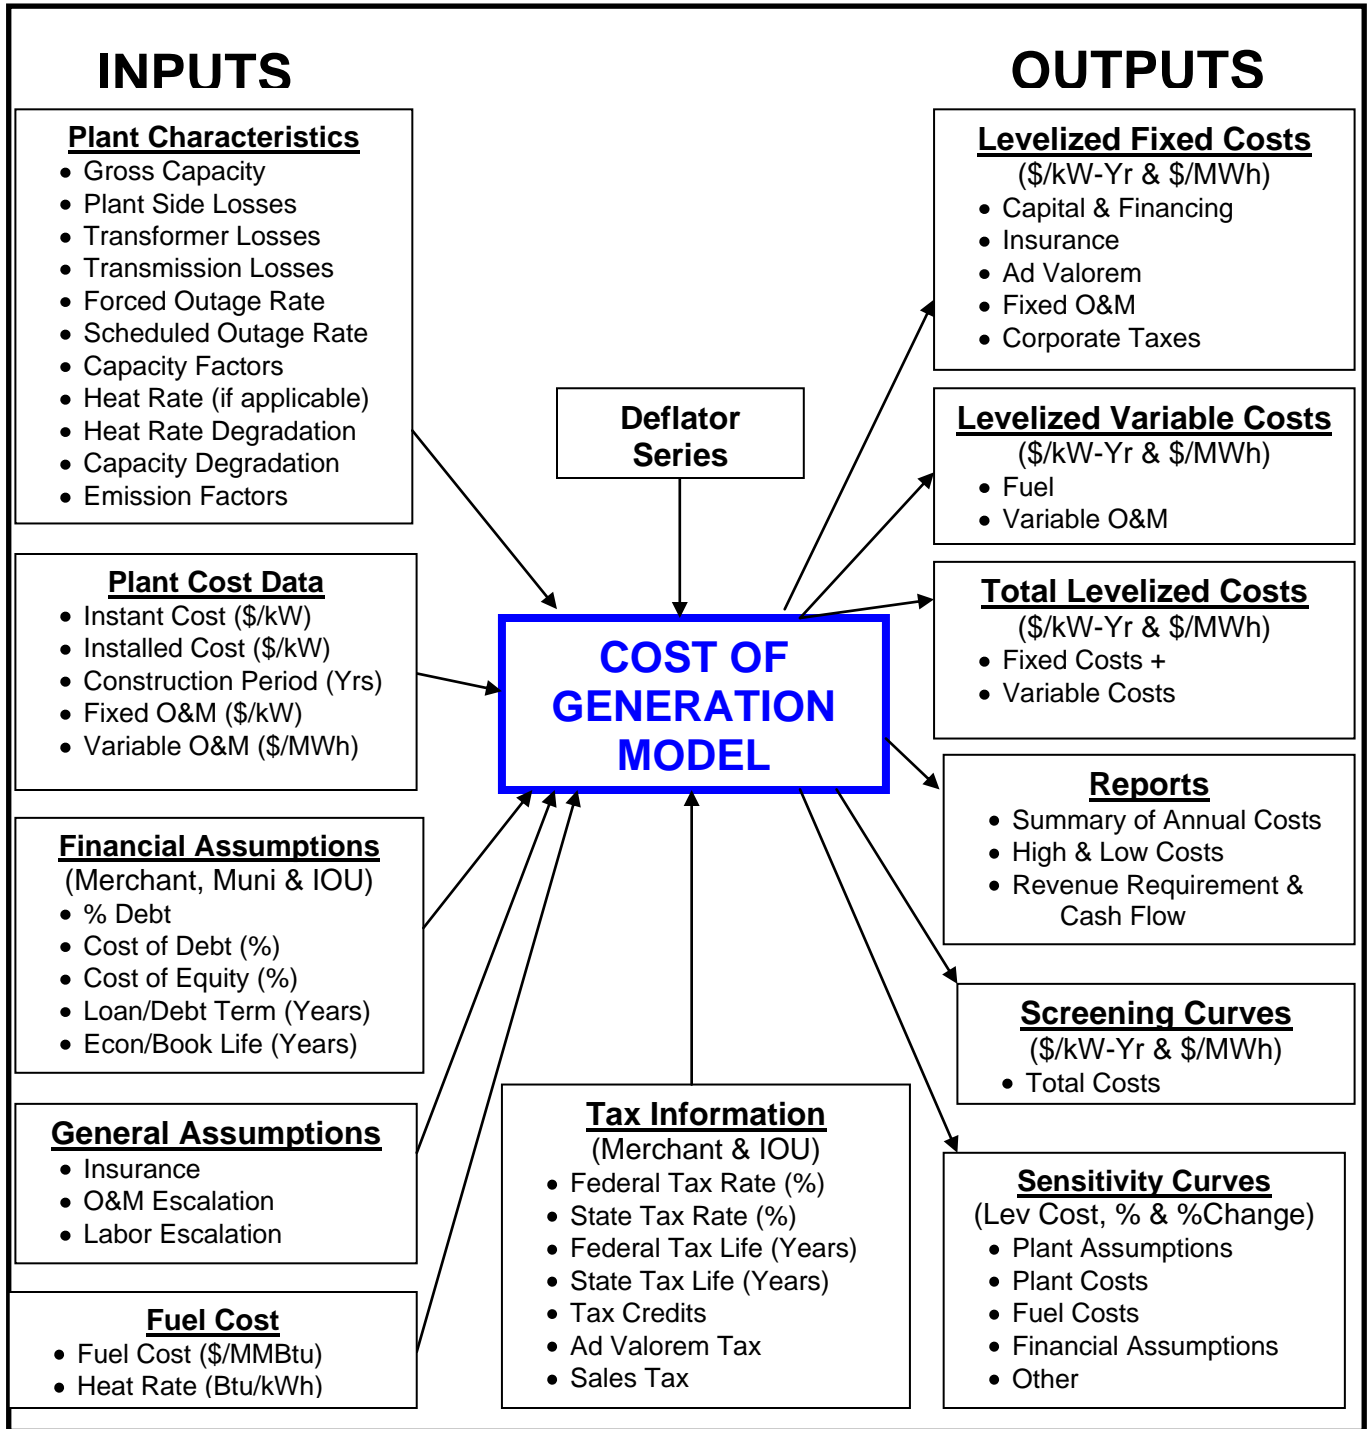 INPUTS
Plant Characteristics
• Gross Capacity
• Plant Side Losses
• Transformer Losses
• Transmission Losses
• Forced Outage Rate
• Scheduled Outage Rate
• Capacity Factors
• Heat Rate (if applicable)
• Heat Rate Degradation
• Capacity Degradation
• Emission Factors
Plant Cost Data
• Instant Cost ($/kW)
• Installed Cost ($/kW)
• Construction Period (Yrs)
• Fixed O&M ($/kW)
• Variable O&M ($/MWh)
Financial Assumptions
(Merchant, Muni & IOU)
• % Debt
• Cost of Debt (%)
• Cost of Equity (%)
• Loan/Debt Term (Years)
• Econ/Book Life (Years)
General Assumptions
• Insurance
• O&M Escalation
• Labor Escalation
Fuel Cost
• Fuel Cost ($/MMBtu)
• Heat Rate (Btu/kWh)
Deflator
Series
COST OF
GENERATION
MODEL
Tax Information
(Merchant & IOU)
• Federal Tax Rate (%)
• State Tax Rate (%)
• Federal Tax Life (Years)
• State Tax Life (Years)
• Tax Credits
• Ad Valorem Tax
• Sales Tax
OUTPUTS
Levelized Fixed Costs
($/kW-Yr & $/MWh)
• Capital & Financing
• Insurance
• Ad Valorem
• Fixed O&M
• Corporate Taxes
Levelized Variable Costs
($/kW-Yr & $/MWh)
• Fuel
• Variable O&M
Total Levelized Costs
($/kW-Yr & $/MWh)
• Fixed Costs +
• Variable Costs
Reports
• Summary of Annual Costs
• High & Low Costs
• Revenue Requirement &
Cash Flow
Screening Curves
($/kW-Yr & $/MWh)
• Total Costs
Sensitivity Curves
(Lev Cost, % & %Change)
• Plant Assumptions
• Plant Costs
• Fuel Costs
• Financial Assumptions
• Other